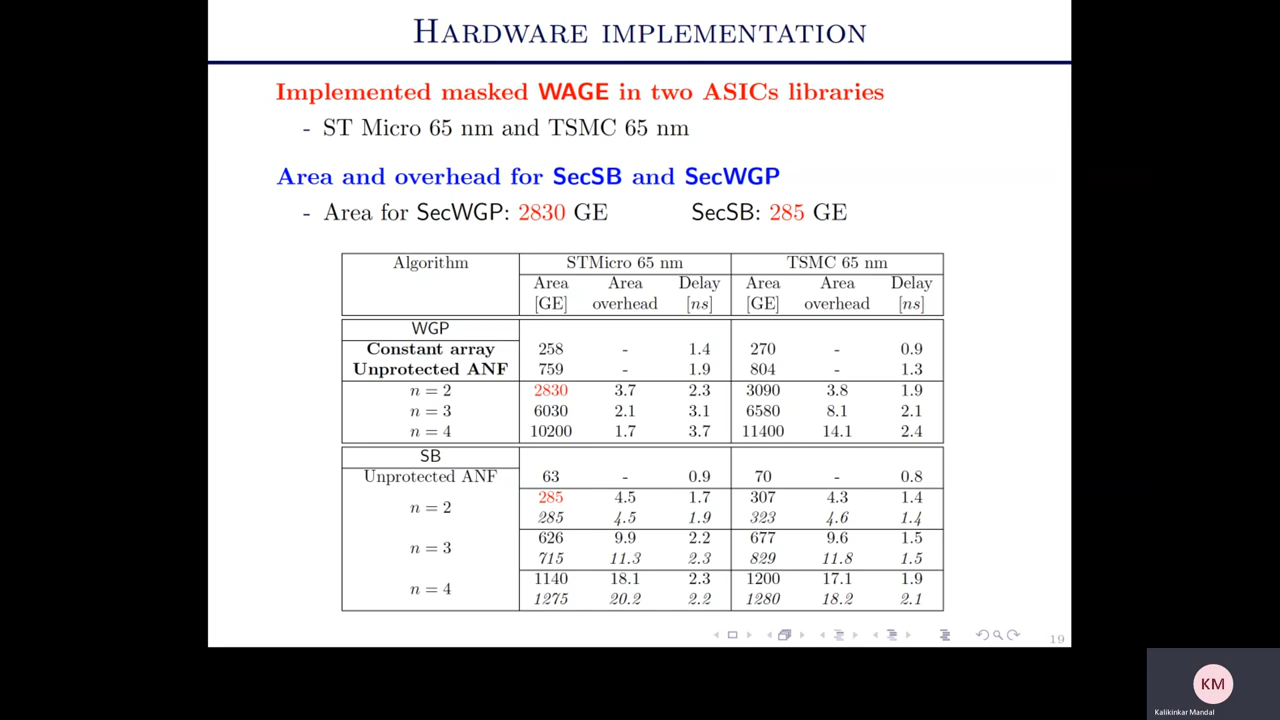 HARDWARE IMPLEMENTATION
Implemented masked WAGE in two ASICs libraries
- ST Micro 65 nm and TSMC 65 nm
Area and overhead for SecSB and SecWGP
- Area for SecWGP: 2830 GE SecSB: 285 GE
Algorithm STMicro 65 nm TSMC 65 nm
Area Area Delay Area Area Delay
[GE] overhead [ns] [GE] overhead [ns]
WGP
Constant array 258 - 1.4 270 - 0.9
Unprotected ANF 759 - 1.9 804 - 1.3
n = 2 2830 3.7 2.3 3090 3.8 1.9
n = 3 6030 2.1 3.1 6580 8.1 2.1
n = 4 10200 1.7 3.7 11400 14.1 2.4
SB
Unprotected ANF 63 - 0.9 70 - 0.8
n = 2 285 4.5 1.7 307 4.3 1.4
285 4.5 1.9 323 4.6 1.4
n = 3 626 9.9 2.2 677 9.6 1.5
715 11.3 2.3 829 11.8 1.5
n = 4 1140 18.1 2.3 1200 17.1 1.9
1275 20.2 2.2 1280 18.2 2.1
19
KM
Kalikinkar Mandal